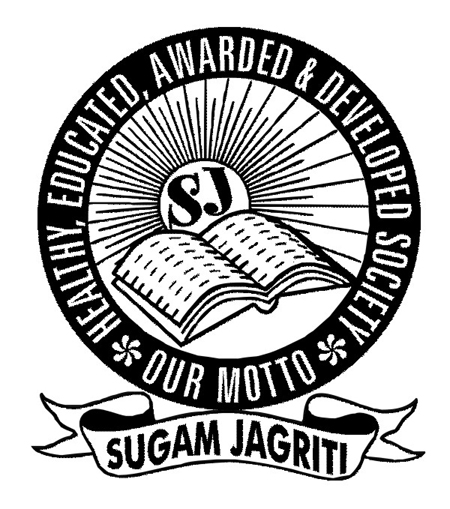 HEALTHY, EDUCATED, AWARDED & DEVELOPED SOCIETY
SJ
OUR MOTTO
SUGAM JAGRITI